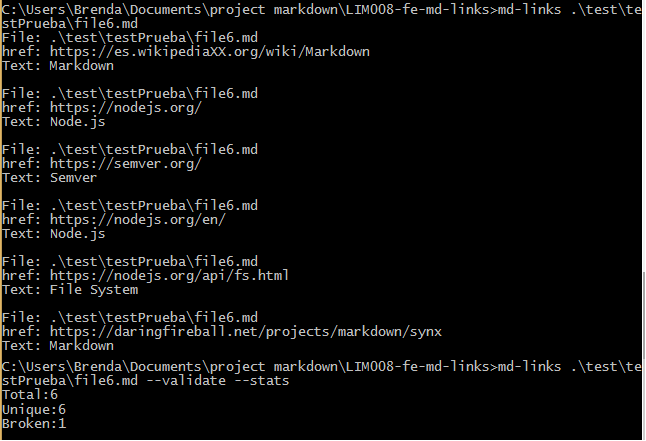 C:\Users\Brenda\Documents\project markdown\LIM008-fe-md-links>md-links .\test\te
stPrueba\file6.md
File: .\test\testPrueba\file6.md
href: https://es.wikipediaXX.org/wiki/Markdown
Text: Markdown
File: .\test\testPrueba\file6.md
href: https://nodejs.org/
Text: Node.js
File: .\test\testPrueba\file6.md
href: https://semver.org/
Text: Semver
File: .\test\testPrueba\file6.md
href: https://nodejs.org/en/
Text: Node.js
File: .\test\testPrueba\file6.md
href: https://nodejs.org/api/fs.html
Text: File System
File: .\test\testPrueba\file6.md
href: https://daringfireball.net/projects/markdown/synx
Text: Markdown
C:\Users\Brenda\Documents\project markdown\LIM008-fe-md-links>md-links .\test\te
stPrueba\file6.md --validate --stats
Total:6
Unique:6
Broken:1